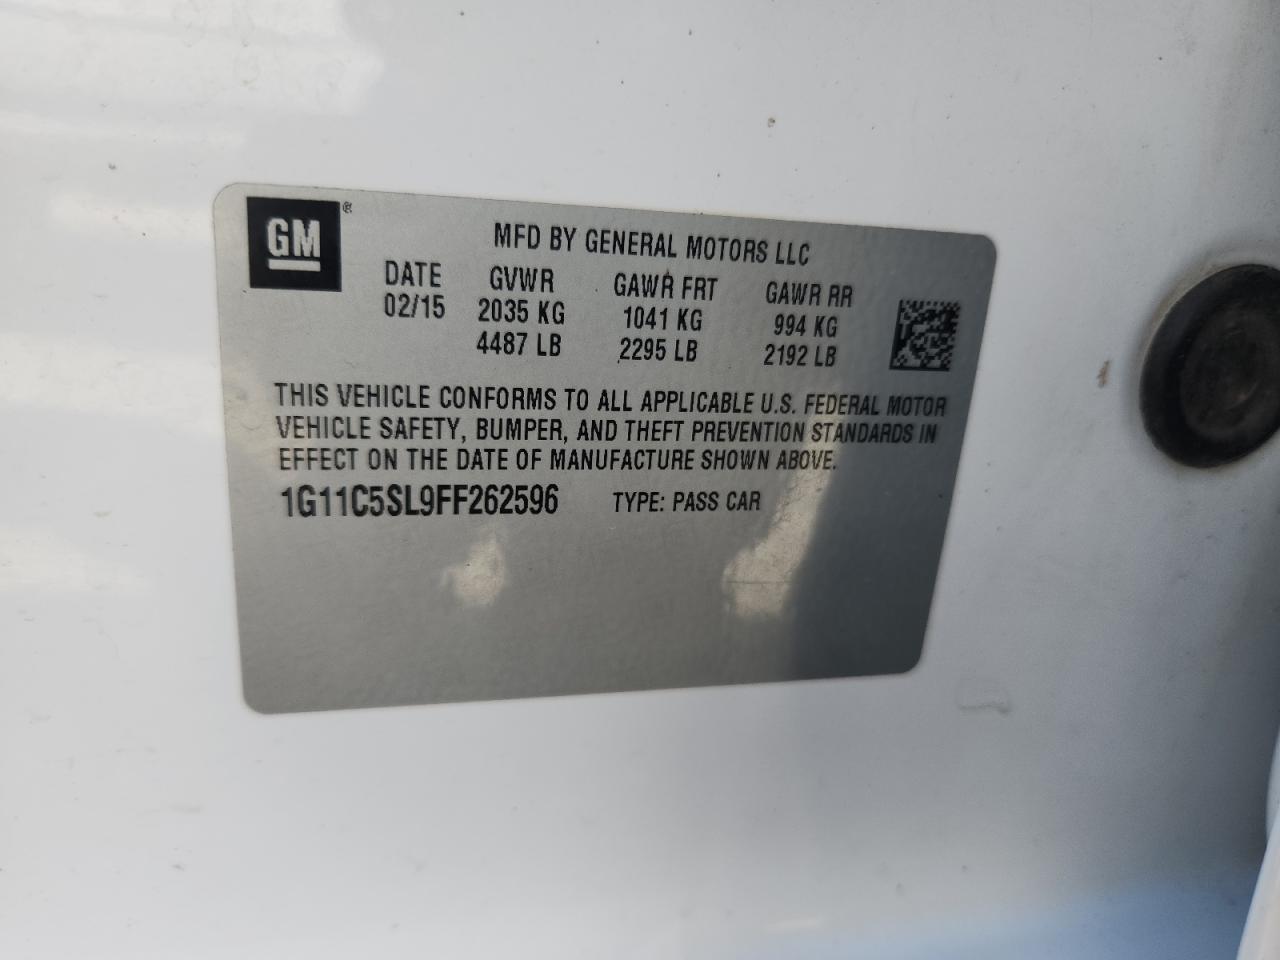 GM®
MFD BY GENERAL MOTORS LLC
DATE GVWR GAWR FRT GAWR RR
02/15 2035 KG 1041 KG 994 KG
4487 LB 2295 LB 2192 LB
THIS VEHICLE CONFORMS TO ALL APPLICABLE U.S. FEDERAL MOTOR
VEHICLE SAFETY, BUMPER, AND THEFT PREVENTION STANDARDS IN
EFFECT ON THE DATE OF MANUFACTURE SHOWN ABOVE.
1G11C5SL9FF262596 TYPE: PASS CAR